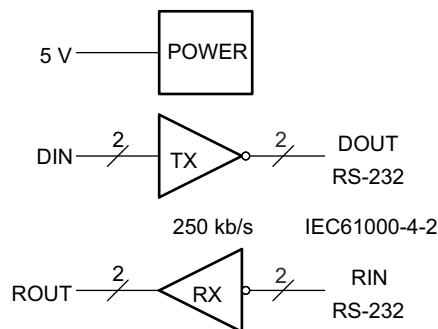 5 V
POWER
2
2
DIN
TX
DOUT
RS-232
250 kb/s
IEC61000-4-2
2
2
ROUT
RX
RIN
RS-232